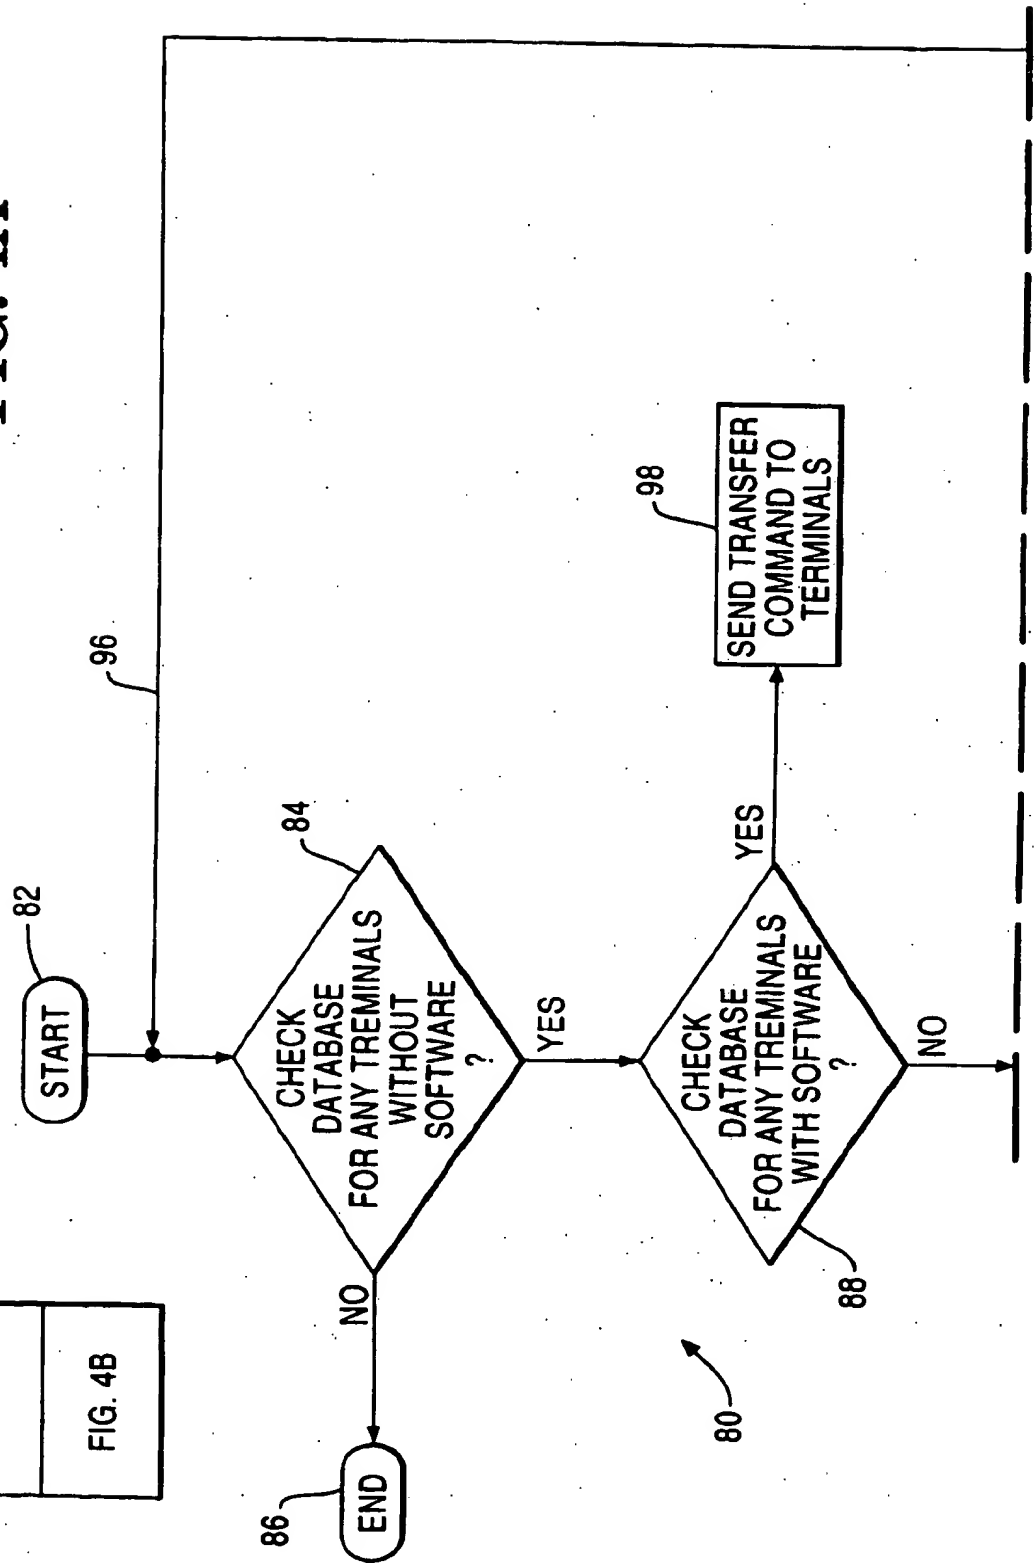 82
START
96
84
CHECK
DATABASE
FOR ANY TREMINALS
WITHOUT
SOFTWARE
?
NO
86
END
YES
CHECK
DATABASE
FOR ANY TREMINALS
WITH SOFTWARE
?
88
YES
98
SEND TRANSFER
COMMAND TO
TERMINALS
NO
80
FIG. 4B